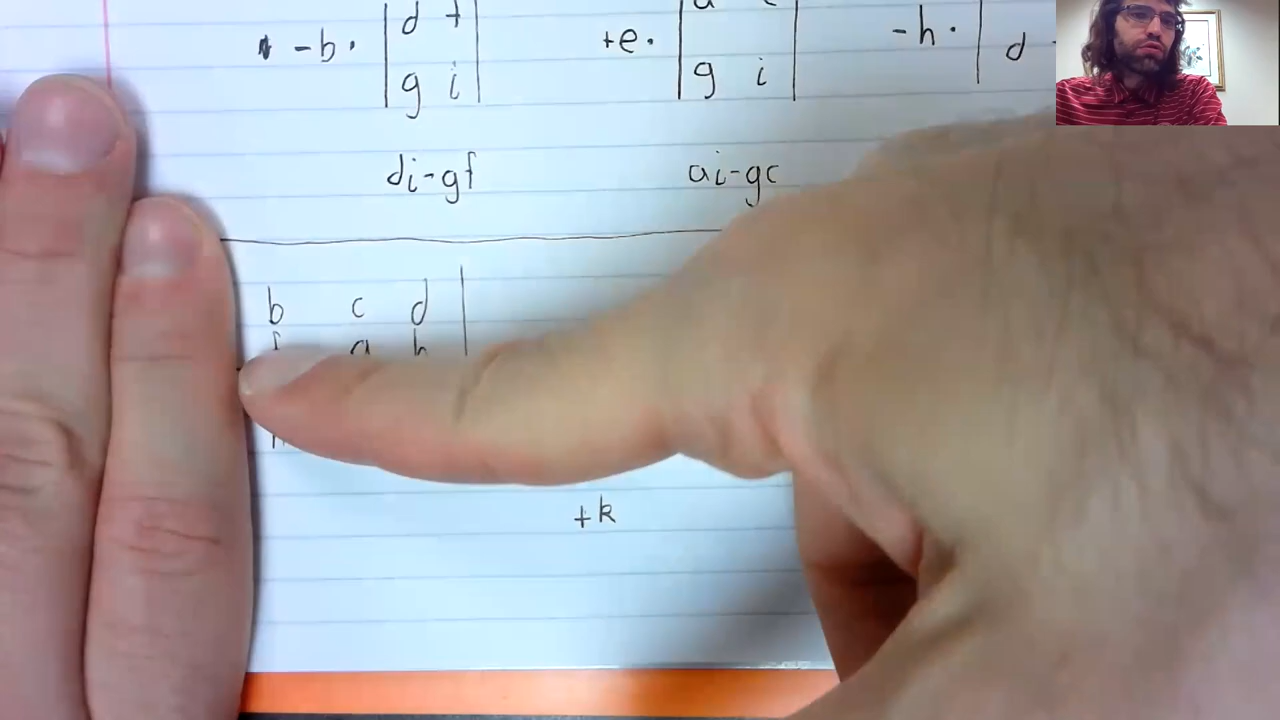 -b· | d f | +e· -h· | d
| g i | | g i |
di-gf ai-gc
b c d |
g h
+k